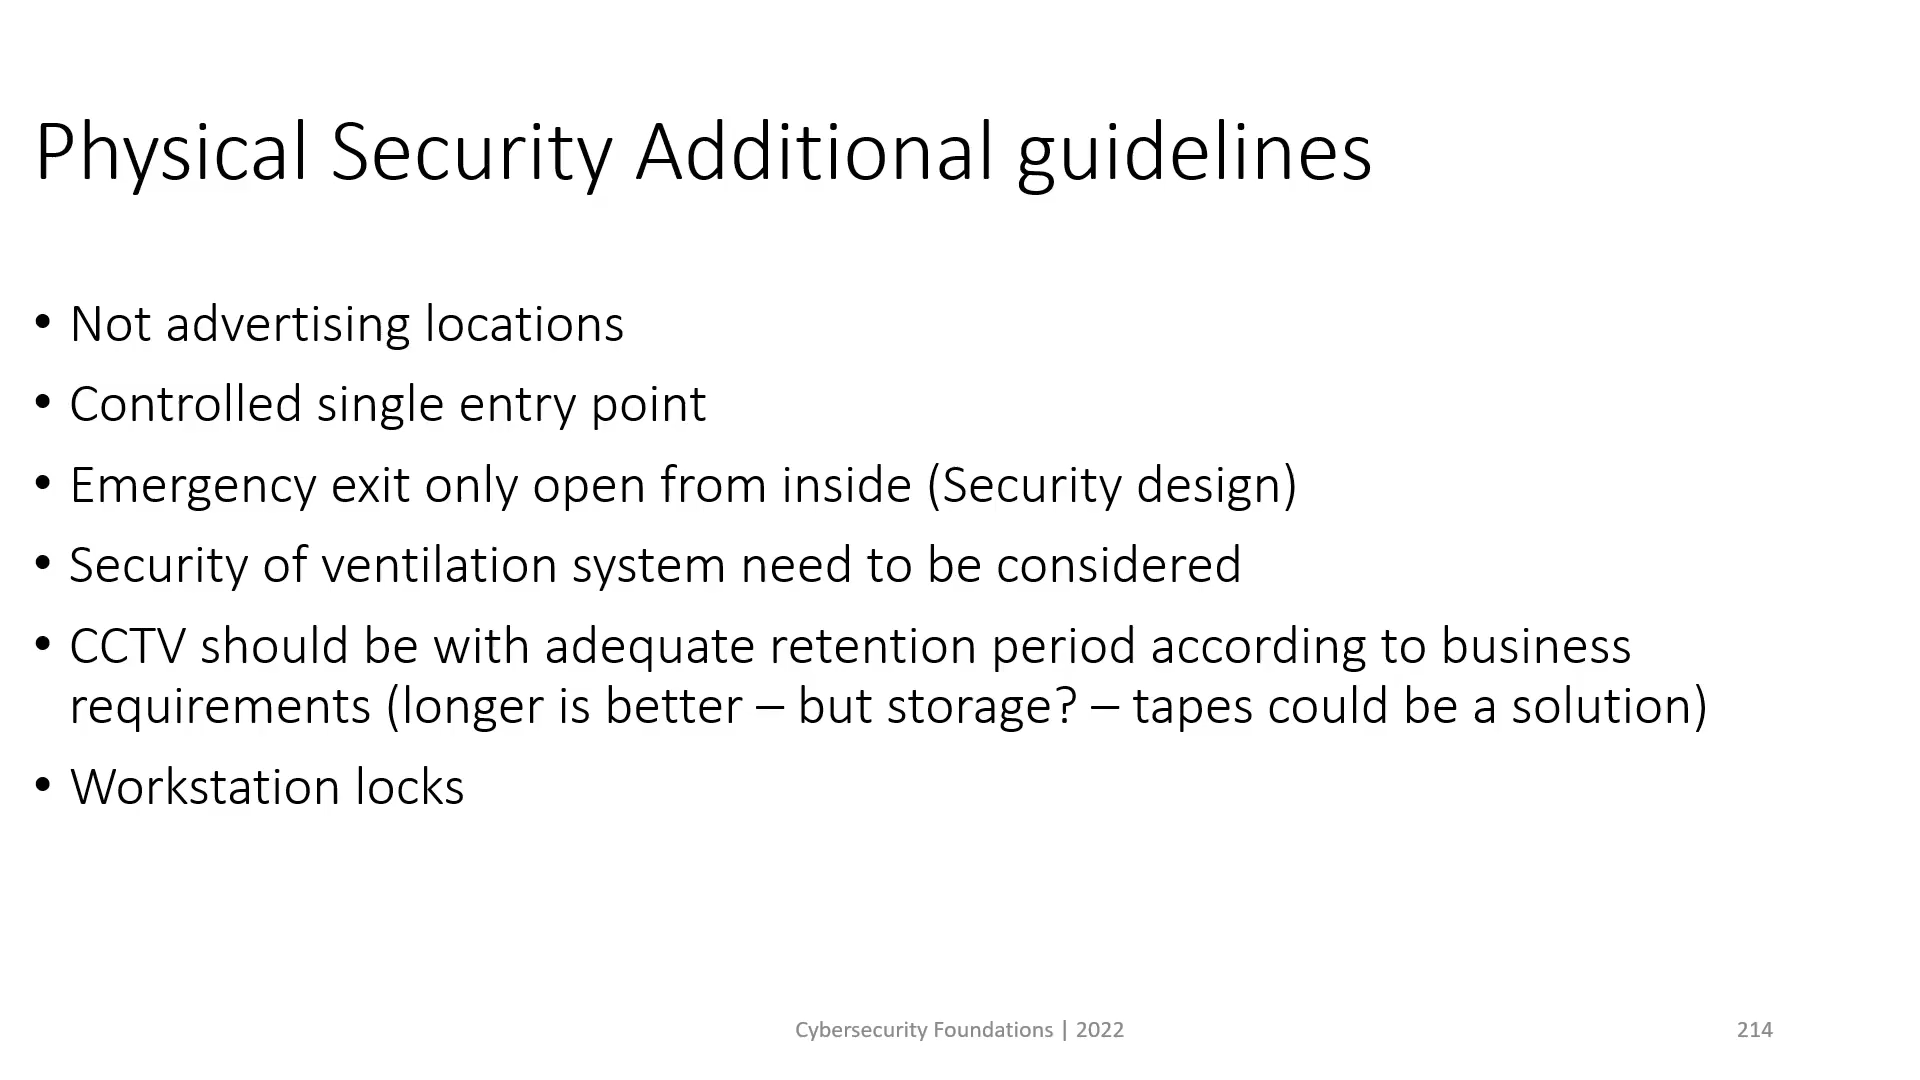 Physical Security Additional guidelines
• Not advertising locations
• Controlled single entry point
• Emergency exit only open from inside (Security design)
• Security of ventilation system need to be considered
• CCTV should be with adequate retention period according to business
requirements (longer is better – but storage? – tapes could be a solution)
• Workstation locks
Cybersecurity Foundations | 2022
214